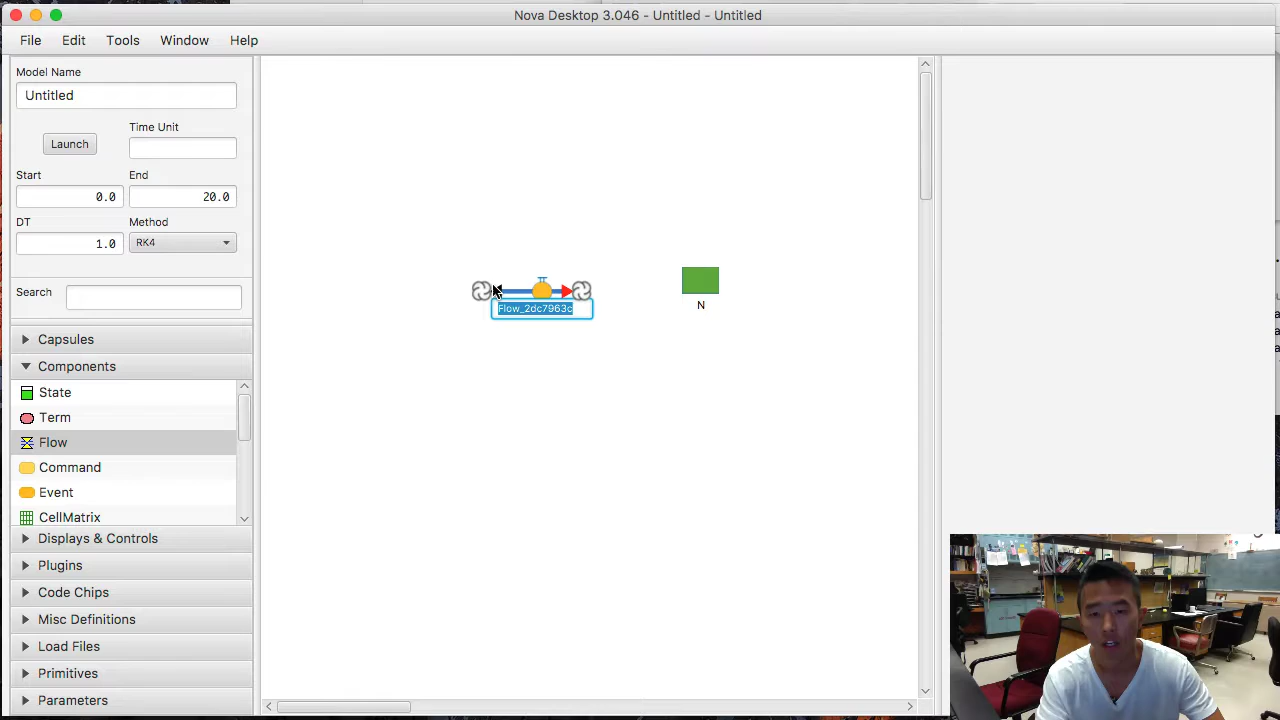 Nova Desktop 3.046 - Untitled - Untitled
File Edit Tools Window Help
Model Name
Untitled
Time Unit
Launch
Start End
0.0 20.0
DT Method
1.0 RK4
Search
Capsules
Components
State
Term
Flow
Command
Event
CellMatrix
Displays & Controls
Plugins
Code Chips
Misc Definitions
Load Files
Primitives
Parameters
Flow_2dc7963c
N